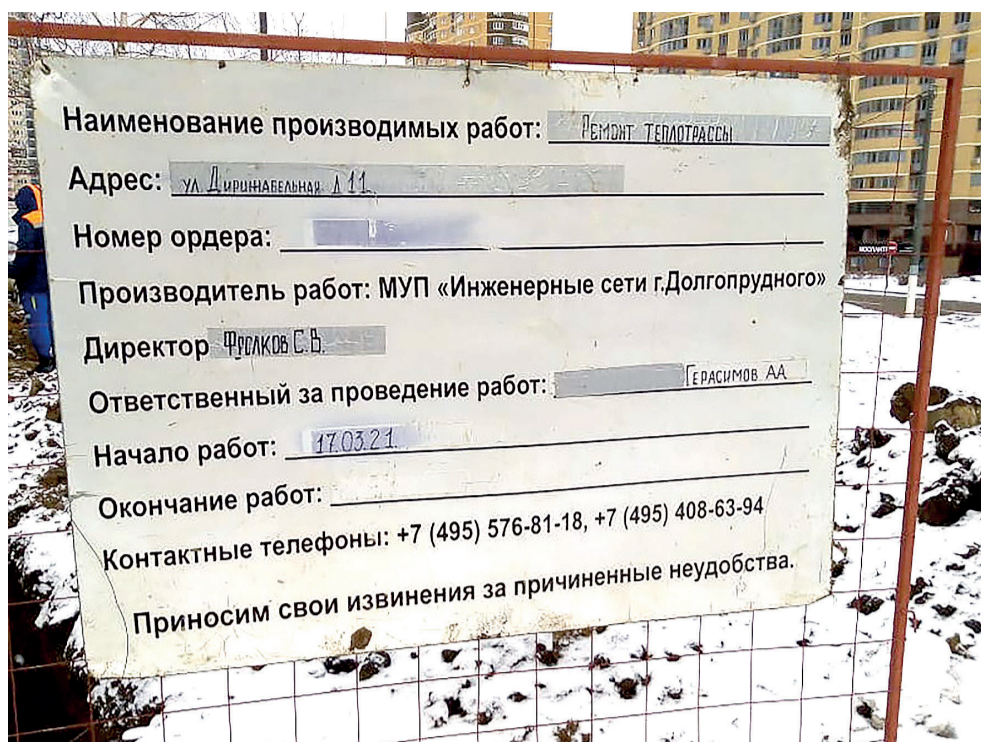 Наименование производимых работ: Ремонт теплотрассы
Адрес: ул Дирижабельная д 11.
Номер ордера:
Производитель работ: МУП «Инженерные сети г.Долгопрудного»
Директор Фролков С.В.
Ответственный за проведение работ: Герасимов АА
Начало работ: 17.03.21.
Окончание работ:
Контактные телефоны: +7 (495) 576-81-18, +7 (495) 408-63-94
Приносим свои извинения за причиненные неудобства.